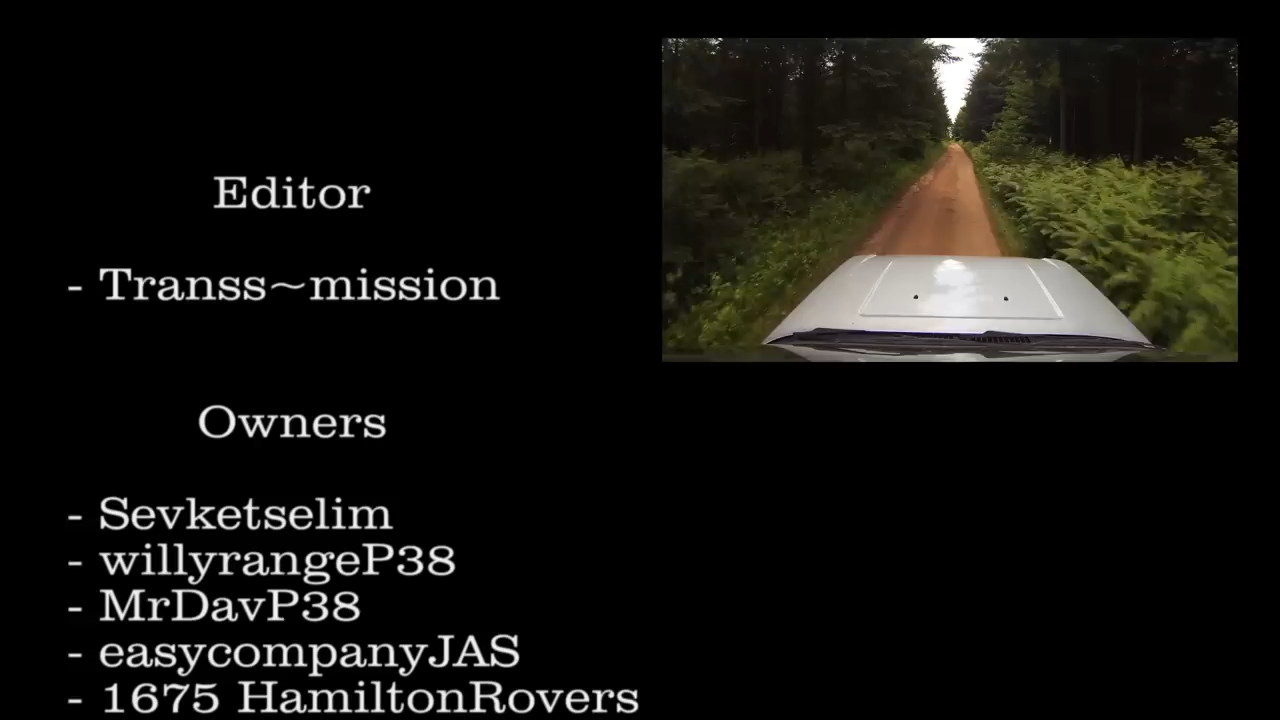 Editor
- Transs~mission
Owners
- Sevketselim
- willyrangeP38
- MrDavP38
- easycompanyJAS
- 1675 HamiltonRovers